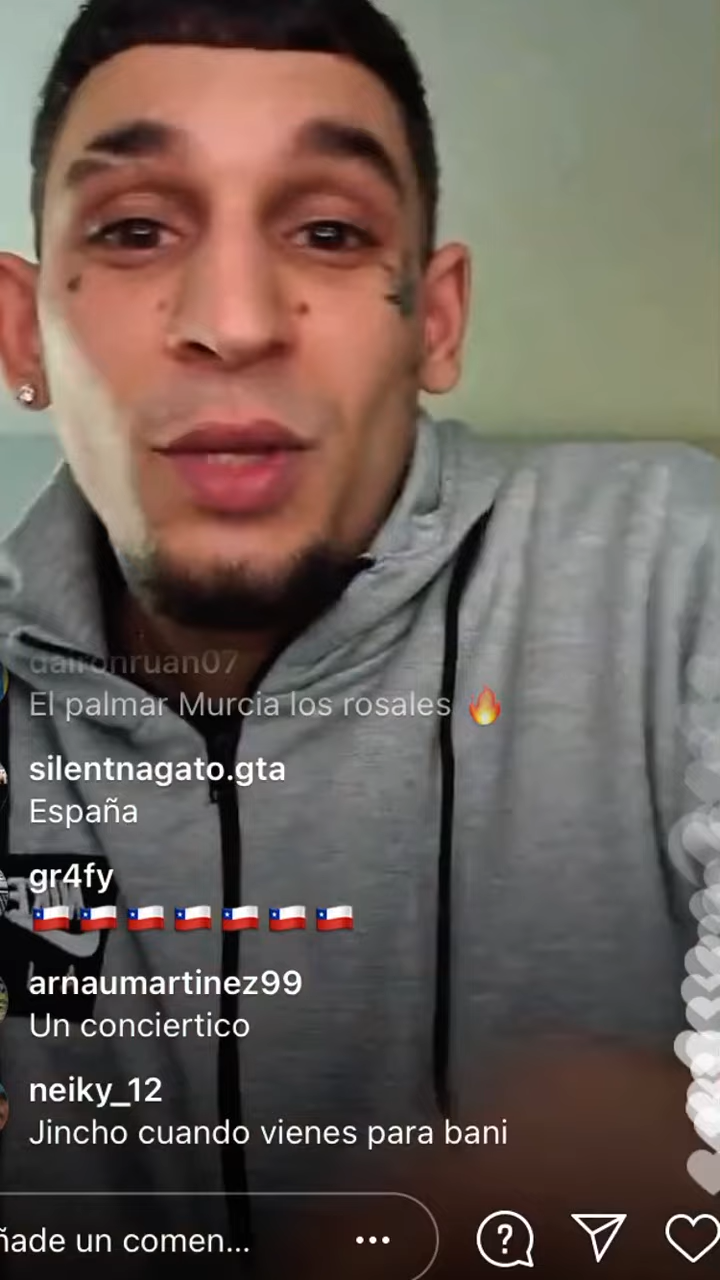 daironruan07
El palmar Murcia los rosales 🔥
silentnagato.gta
España
gr4fy
🇨🇱 🇨🇱 🇨🇱 🇨🇱 🇨🇱 🇨🇱 🇨🇱
arnaumartinez99
Un conciertico
neiky_12
Jincho cuando vienes para bani
ñade un comen...